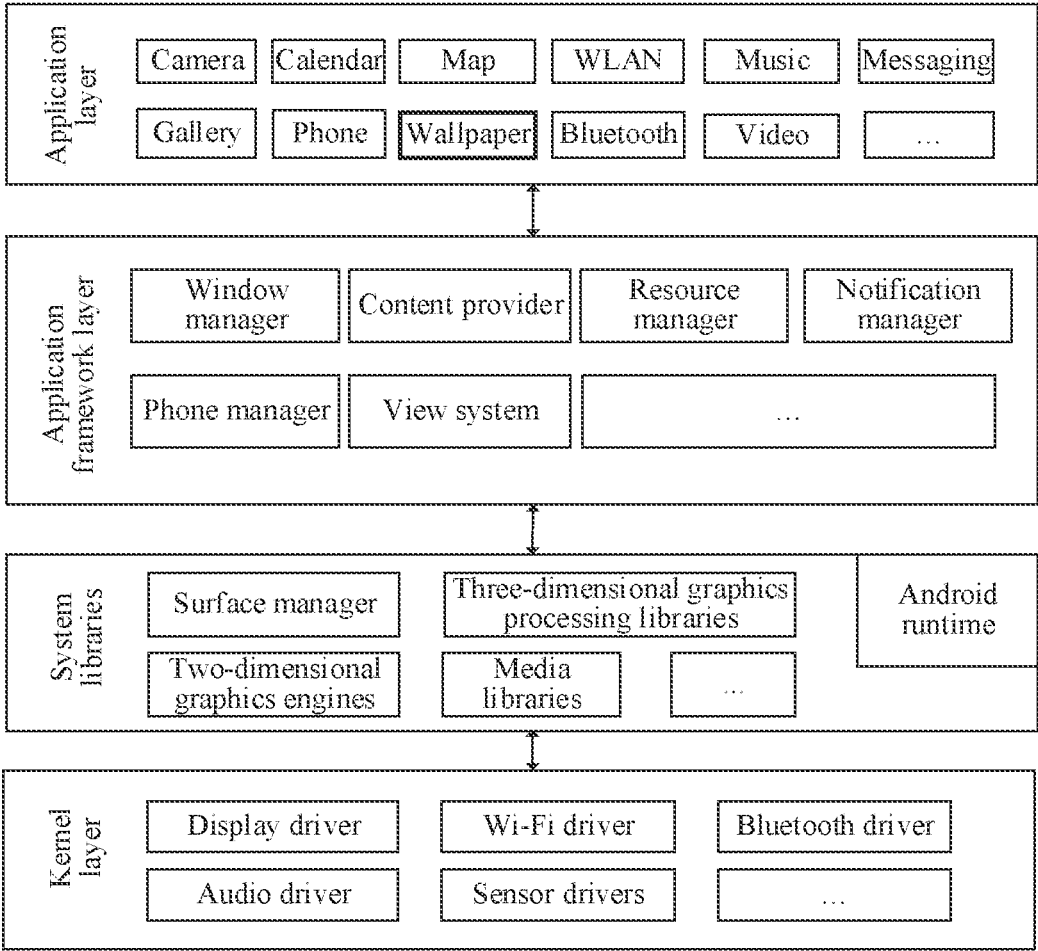 Application
layer
Camera
Calendar
Map
WLAN
Music
Messaging
Gallery
Phone
Wallpaper
Bluetooth
Video
...
Application
framework layer
Window
manager
Content provider
Resource
manager
Notification
manager
Phone manager
View system
...
System
libraries
Surface manager
Three-dimensional graphics
processing libraries
Android
runtime
Two-dimensional
graphics engines
Media
libraries
...
Kernel
layer
Display driver
Wi-Fi driver
Bluetooth driver
Audio driver
Sensor drivers
...